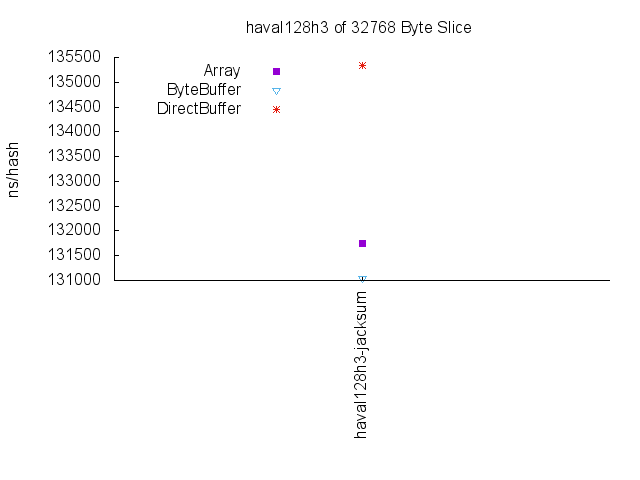 haval128h3 of 32768 Byte Slice
ns/hash
135500
135000
134500
134000
133500
133000
132500
132000
131500
131000
Array
ByteBuffer
DirectBuffer
haval128h3-jacksum